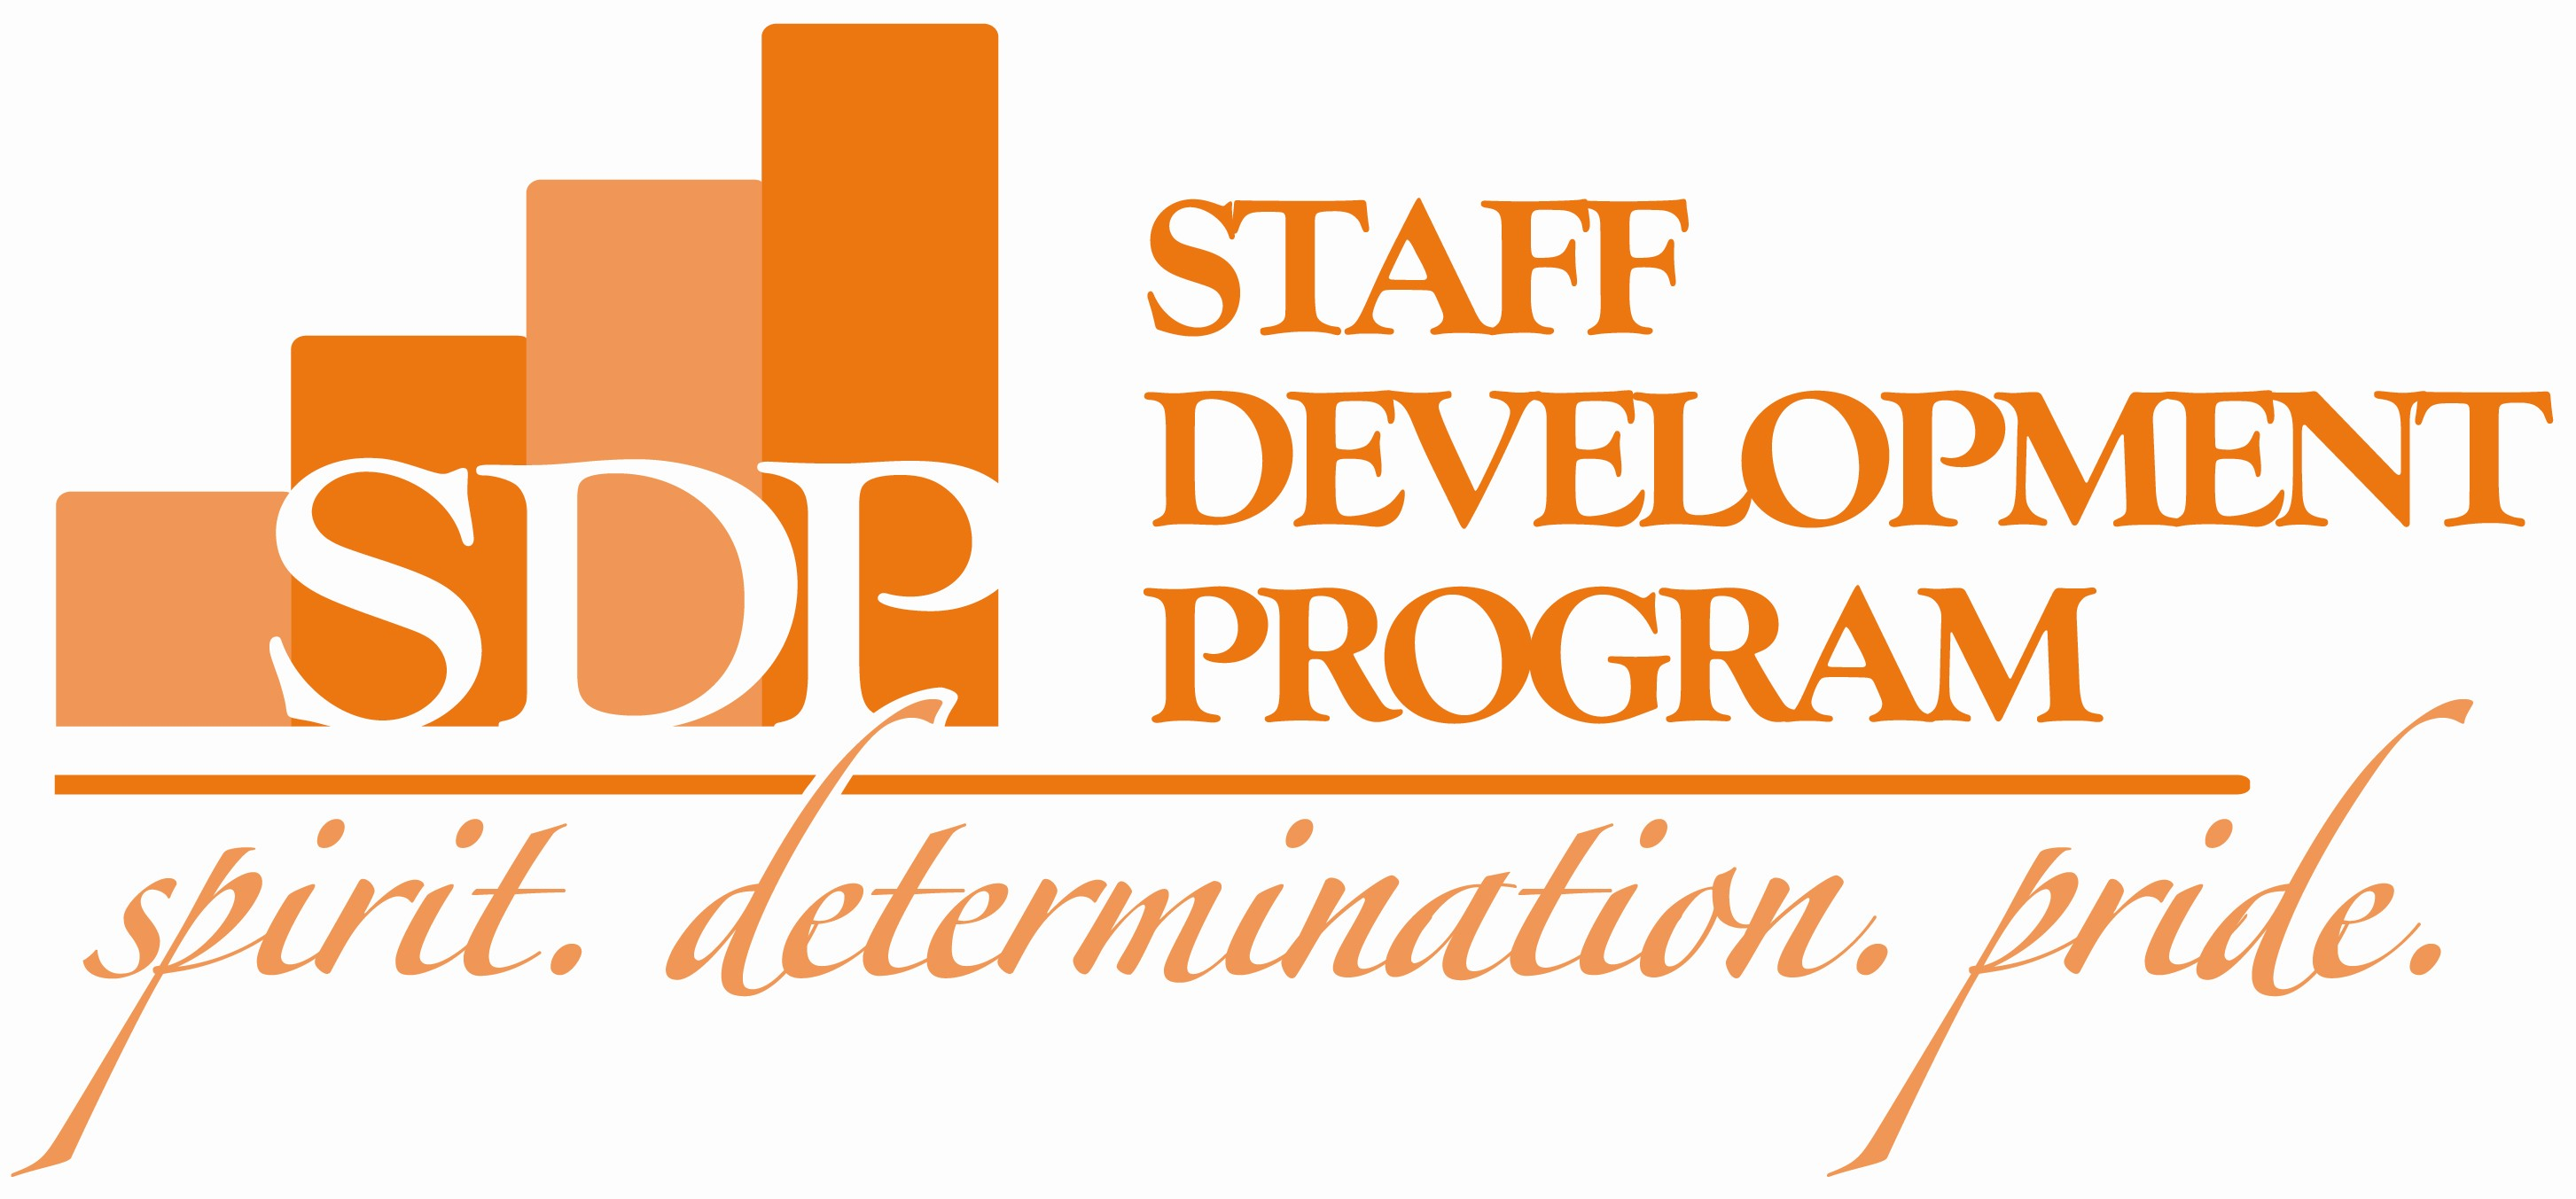 SDP
STAFF
DEVELOPMENT
PROGRAM
spirit. determination. pride.